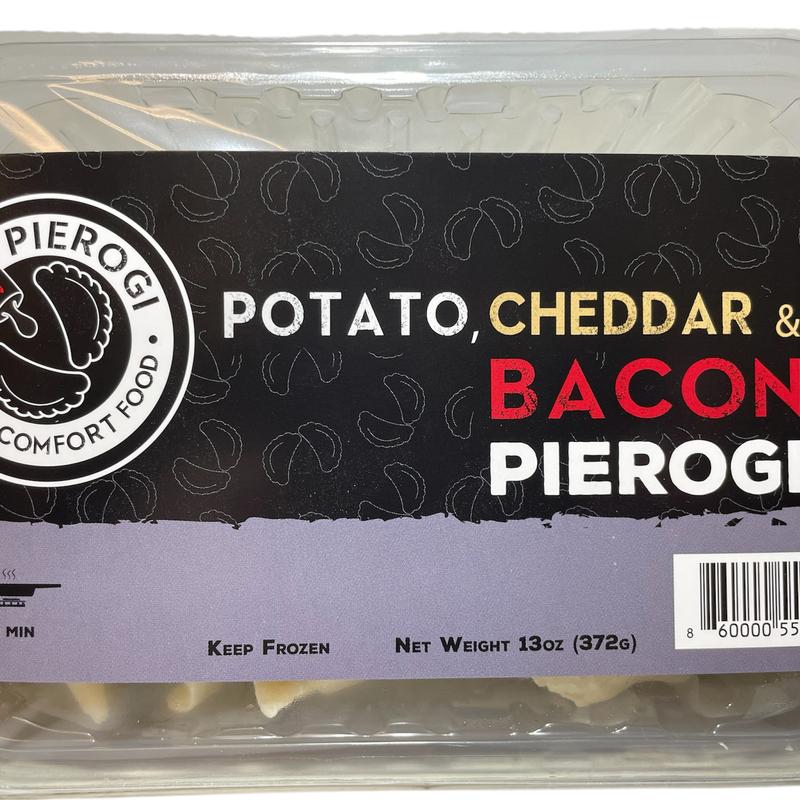 PIEROGI
COMFORT FOOD •
POTATO, CHEDDAR &
BACON
PIEROGI
MIN
KEEP FROZEN
NET WEIGHT 13OZ (372G)
8 60000 55